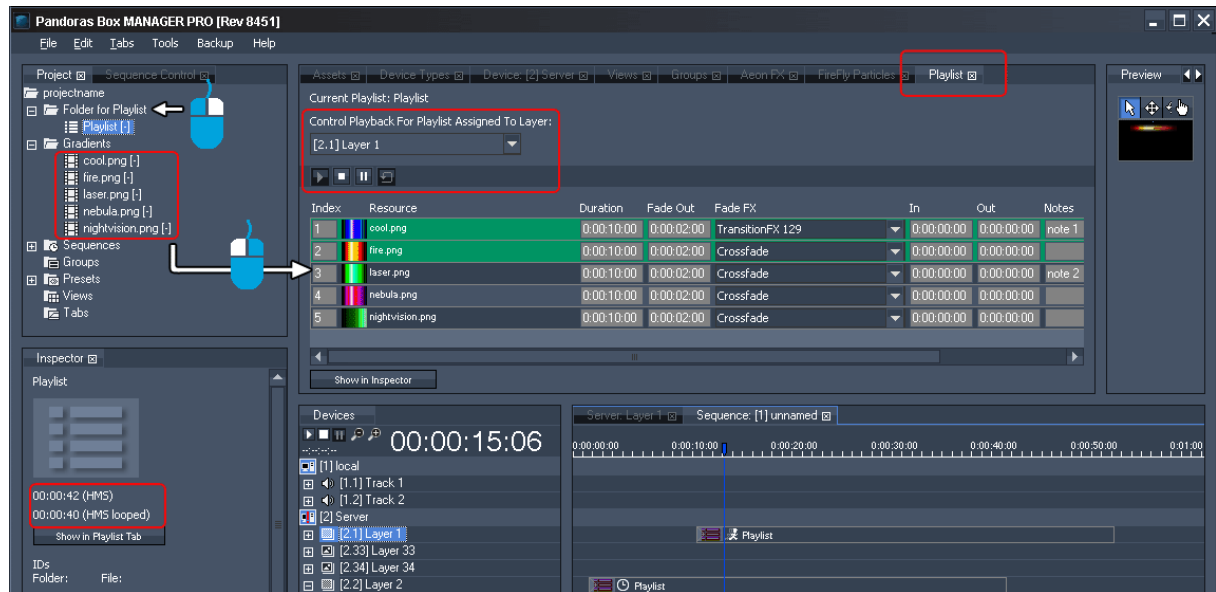 Pandoras Box MANAGER PRO [Rev 8451]
File Edit Tabs Tools Backup Help
Project Sequence Control
projectname
Folder for Playlist
Playlist [-]
Gradients
cool.png [-]
fire.png [-]
laser.png [-]
nebula.png [-]
nightvision.png [-]
Sequences
Groups
Presets
Views
Tabs
Assets Device Types Device: [2] Server Views Groups Aeon FX FireFly Particles Playlist
Current Playlist: Playlist
Control Playback For Playlist Assigned To Layer:
[2.1] Layer 1
Index Resource Duration Fade Out Fade FX In Out Notes
1 cool.png 0:00:10:00 0:00:02:00 TransitionFX 129 0:00:00:00 0:00:00:00 note 1
2 fire.png 0:00:10:00 0:00:02:00 Crossfade 0:00:00:00 0:00:00:00
3 laser.png 0:00:10:00 0:00:02:00 Crossfade 0:00:00:00 0:00:00:00 note 2
4 nebula.png 0:00:10:00 0:00:02:00 Crossfade 0:00:00:00 0:00:00:00
5 nightvision.png 0:00:10:00 0:00:02:00 Crossfade 0:00:00:00 0:00:00:00
Show in Inspector
Preview
Inspector
Playlist
00:00:42 (HMS)
00:00:40 (HMS looped)
Show in Playlist Tab
IDs
Folder: File:
Devices
00:00:15:06
--:--:--:--
[1] local
[1.1] Track 1
[1.2] Track 2
[2] Server
[2.1] Layer 1
[2.33] Layer 33
[2.34] Layer 34
[2.2] Layer 2
Server: Layer 1 Sequence: [1] unnamed
0:00:00:00 0:00:10:00 0:00:20:00 0:00:30:00 0:00:40:00 0:00:50:00 0:01:00
Playlist
Playlist